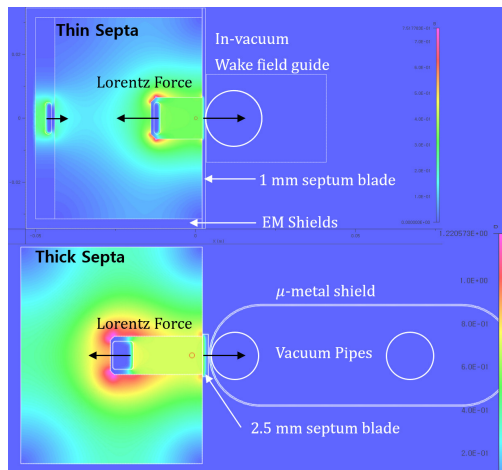 Thin Septa
In-vacuum
Wake field guide
Lorentz Force
1 mm septum blade
EM Shields
Thick Septa
1.220573E+00
μ-metal shield
1.0E+00
Lorentz Force
8.0E-01
Vacuum Pipes
6.0E-01
4.0E-01
2.5 mm septum blade
2.0E-01